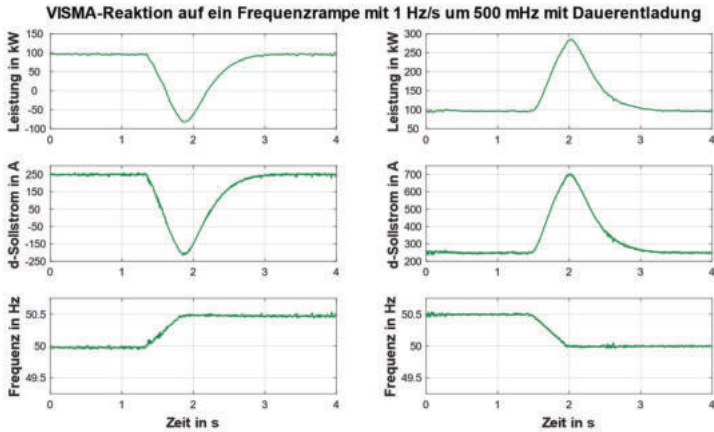 VISMA-Reaktion auf ein Frequenzrampe mit 1 Hz/s um 500 mHz mit Dauerentladung
Leistung in kW
150
100
50
0
-50
-100
0 1 2 3 4
Leistung in kW
300
250
200
150
100
50
0 1 2 3 4
d-Sollstrom in A
250
150
50
-50
-150
-250
0 1 2 3 4
d-Sollstrom in A
700
600
500
400
300
200
0 1 2 3 4
Frequenz in Hz
50.5
50
49.5
0 1 2 3 4
Zeit in s
Frequenz in Hz
50.5
50
49.5
0 1 2 3 4
Zeit in s